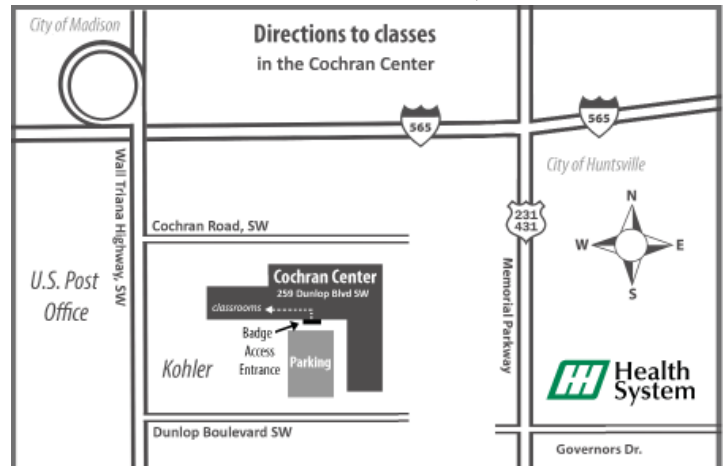 City of Madison
Directions to classes
in the Cochran Center
565
565
City of Huntsville
Wall Triana Highway, SW
N
W E
S
231
431
Cochran Road, SW
Memorial Parkway
U.S. Post
Office
Cochran Center
259 Dunlop Blvd SW
classrooms
Badge
Access
Entrance
Parking
Kohler
Health
System
Dunlop Boulevard SW
Governors Dr.